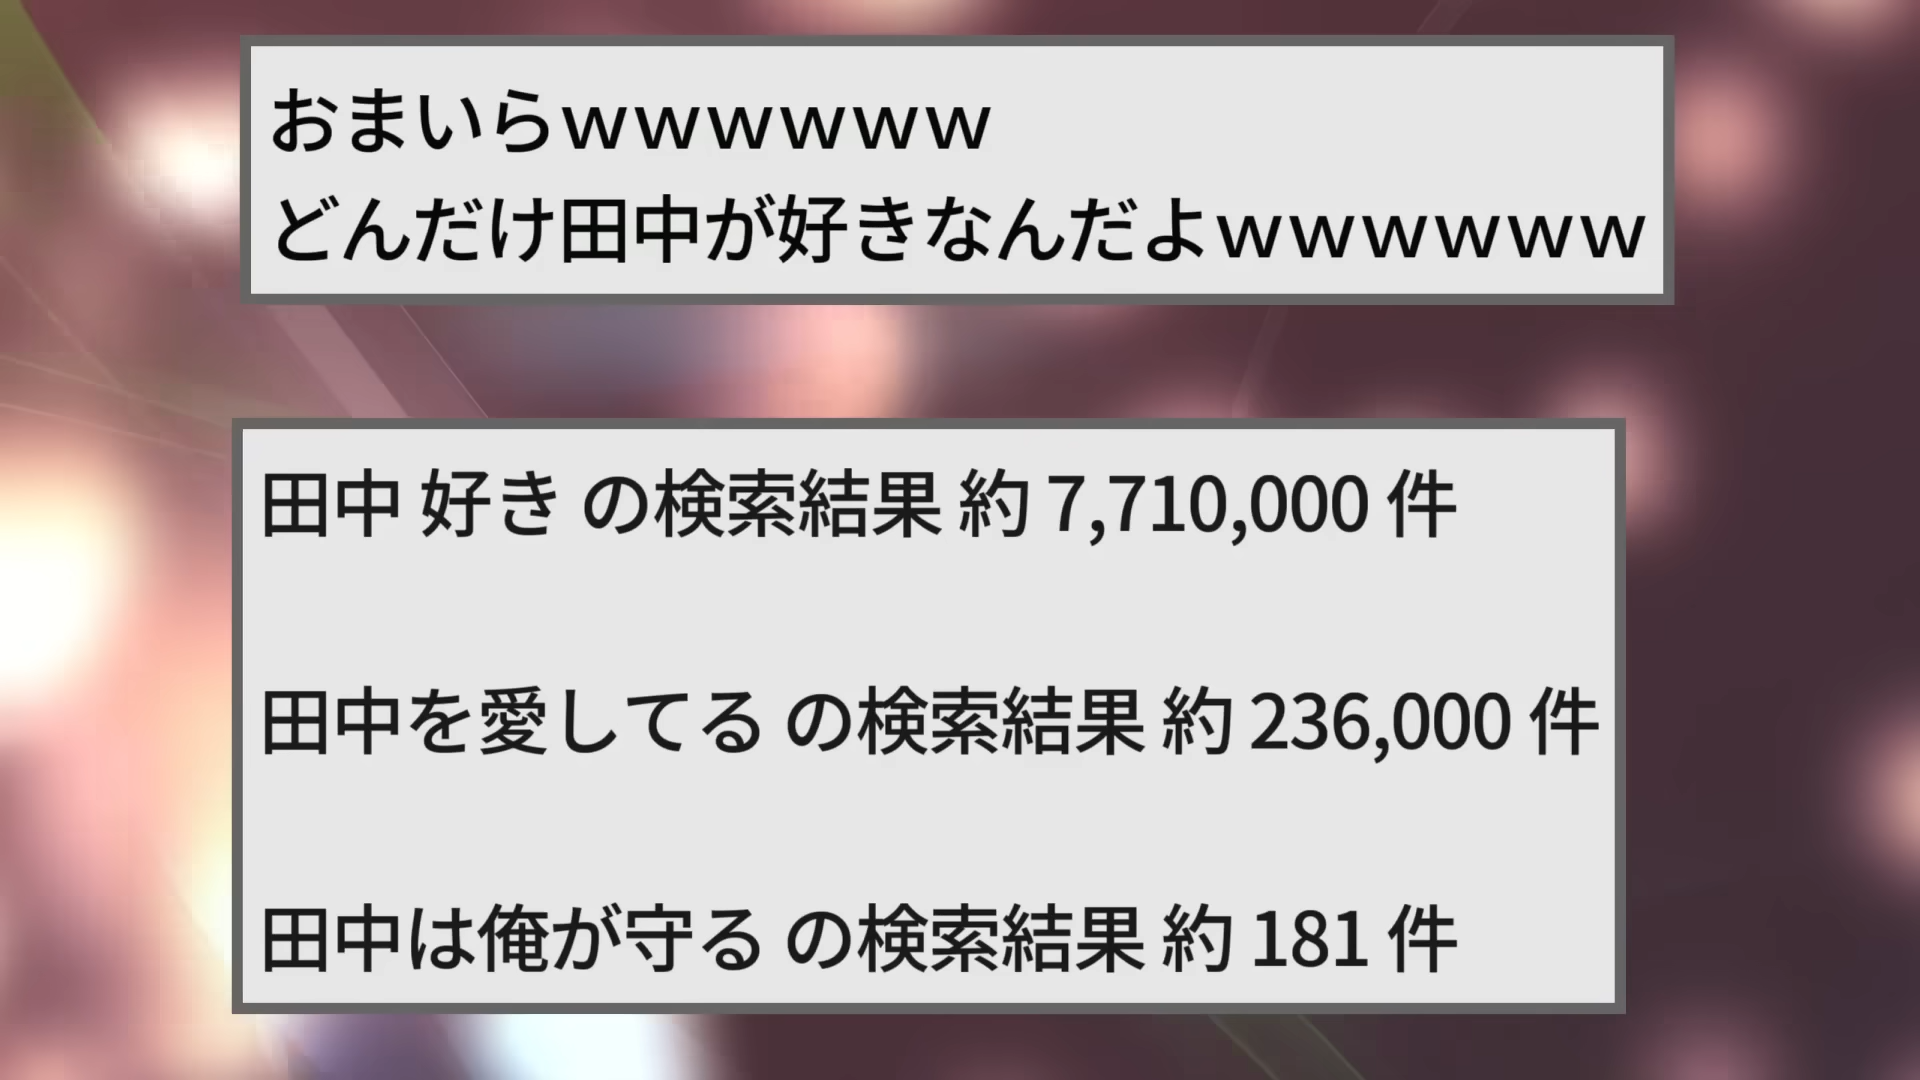 おまいらｗｗｗｗｗｗ
どんだけ田中が好きなんだよｗｗｗｗｗｗ
田中 好き の検索結果 約 7,710,000 件
田中を愛してる の検索結果 約 236,000 件
田中は俺が守る の検索結果 約 181 件